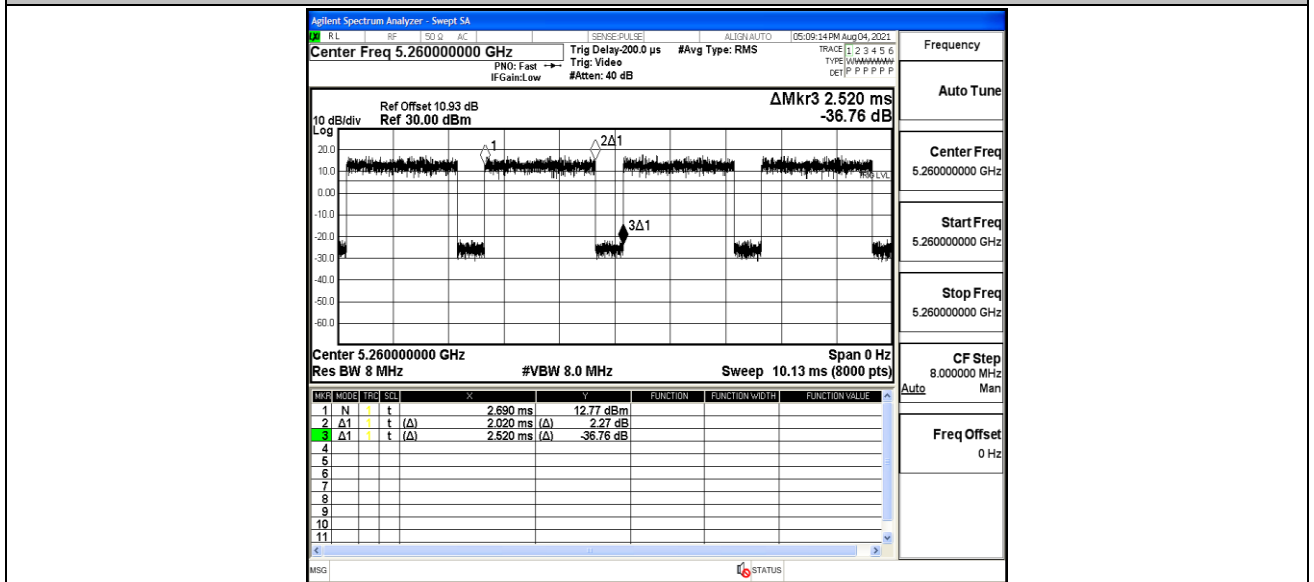 Agilent Spectrum Analyzer - Swept SA
LXI RL RF 50 Ω AC SENSE:PULSE ALIGN AUTO 05:09:14 PM Aug 04, 2021
Center Freq 5.260000000 GHz
PNO: Fast
IFGain:Low
Trig Delay-200.0 µs
Trig: Video
#Atten: 40 dB
#Avg Type: RMS
TRACE 1 2 3 4 5 6
TYPE
DET P P P P P P
ΔMkr3 2.520 ms
-36.76 dB
Ref Offset 10.93 dB
10 dB/div Ref 30.00 dBm
Log
20.0
10.0
0.00
-10.0
-20.0
-30.0
-40.0
-50.0
-60.0
1
2Δ1
3Δ1
TRIG LVL
Center 5.260000000 GHz Span 0 Hz
Res BW 8 MHz #VBW 8.0 MHz Sweep 10.13 ms (8000 pts)
MKR MODE TRC SCL X Y FUNCTION FUNCTION WIDTH FUNCTION VALUE
1 N 1 t 2.690 ms 12.77 dBm
2 Δ1 1 t (Δ) 2.020 ms (Δ) 2.27 dB
3 Δ1 1 t (Δ) 2.520 ms (Δ) -36.76 dB
4
5
6
7
8
9
10
11
MSG STATUS
Frequency
Auto Tune
Center Freq
5.260000000 GHz
Start Freq
5.260000000 GHz
Stop Freq
5.260000000 GHz
CF Step
8.000000 MHz
Auto Man
Freq Offset
0 Hz